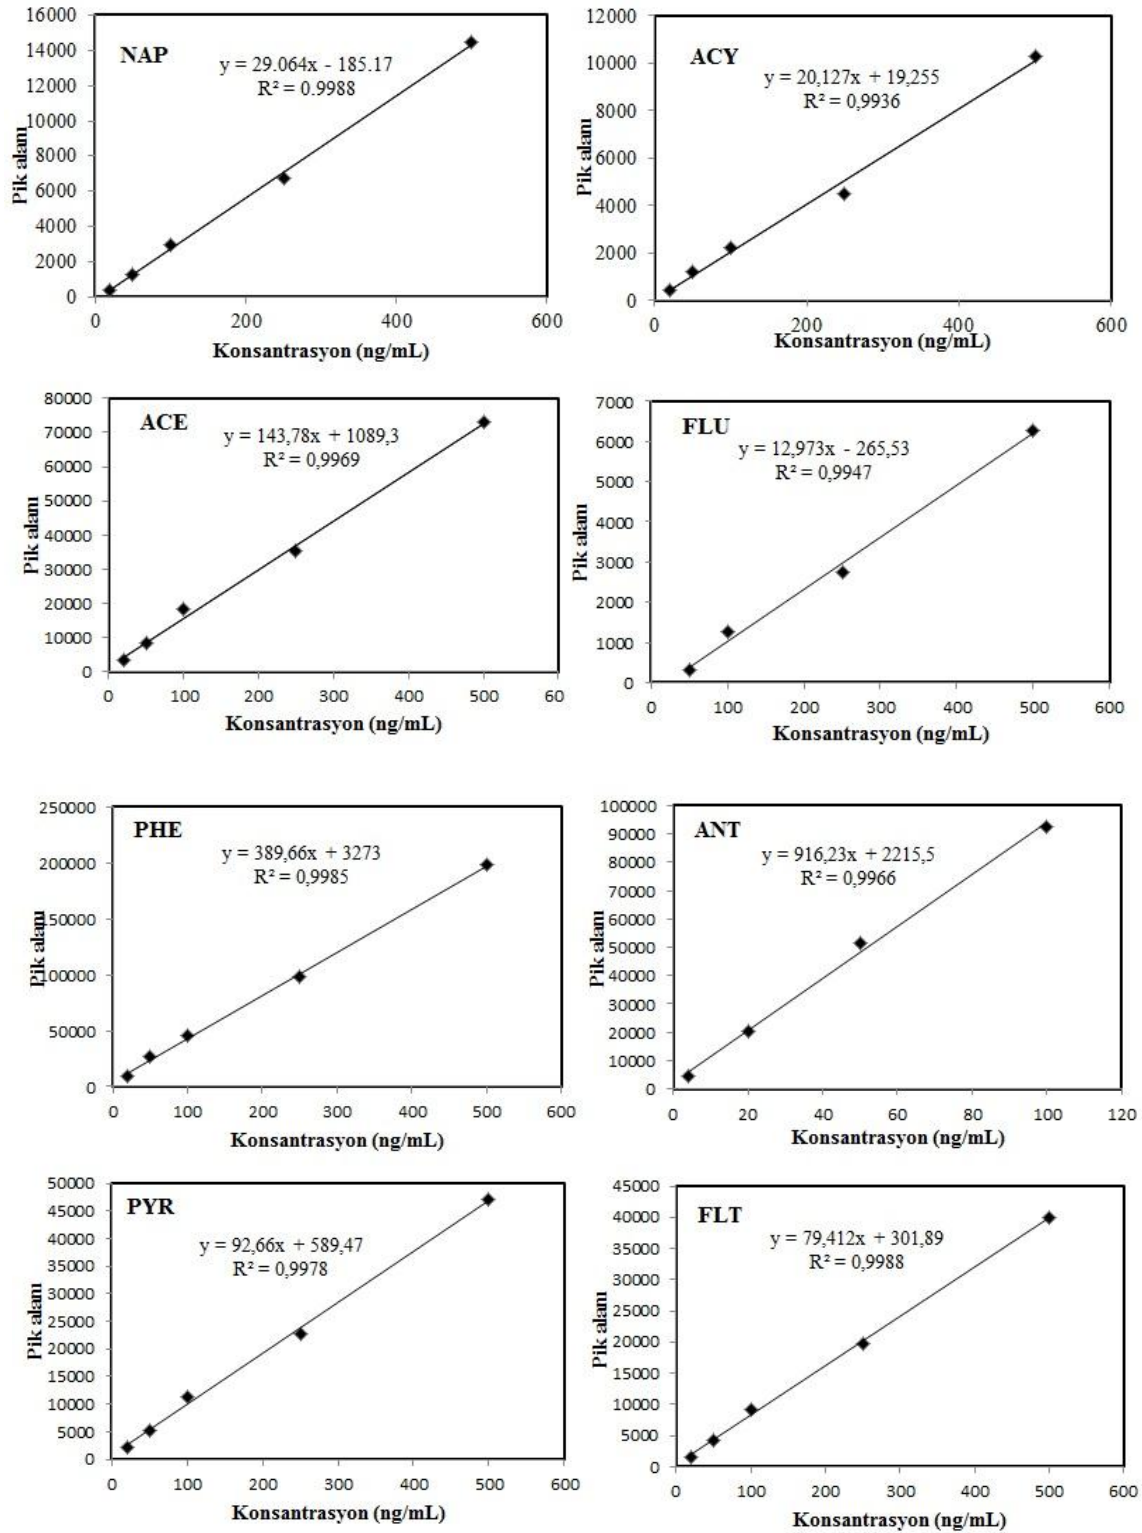 16000
14000
12000
10000
8000
6000
4000
2000
0
NAP
y = 29.064x - 185.17
R² = 0.9988
Pik alanı
0 200 400 600
Konsantrasyon (ng/mL)
12000
10000
8000
6000
4000
2000
0
ACY
y = 20,127x + 19,255
R² = 0,9936
Pik alanı
0 200 400 600
Konsantrasyon (ng/mL)
80000
70000
60000
50000
40000
30000
20000
10000
0
ACE
y = 143,78x + 1089,3
R² = 0,9969
Pik alanı
0 100 200 300 400 500 60
Konsantrasyon (ng/mL)
7000
6000
5000
4000
3000
2000
1000
0
FLU
y = 12,973x - 265,53
R² = 0,9947
Pik alanı
0 100 200 300 400 500 600
Konsantrasyon (ng/mL)
250000
200000
150000
100000
50000
0
PHE
y = 389,66x + 3273
R² = 0,9985
Pik alanı
0 100 200 300 400 500 600
Konsantrasyon (ng/mL)
100000
90000
80000
70000
60000
50000
40000
30000
20000
10000
0
ANT
y = 916,23x + 2215,5
R² = 0,9966
Pik alanı
0 20 40 60 80 100 120
Konsantrasyon (ng/mL)
50000
45000
40000
35000
30000
25000
20000
15000
10000
5000
0
PYR
y = 92,66x + 589,47
R² = 0,9978
Pik alanı
0 100 200 300 400 500 600
Konsantrasyon (ng/mL)
45000
40000
35000
30000
25000
20000
15000
10000
5000
0
FLT
y = 79,412x + 301,89
R² = 0,9988
Pik alanı
0 100 200 300 400 500 600
Konsantrasyon (ng/mL)